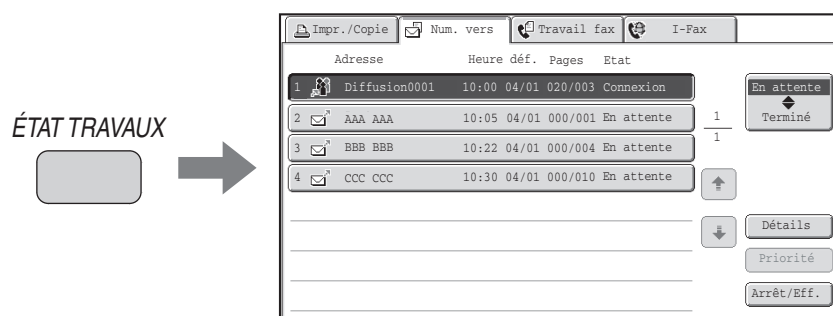 Impr./Copie Num. vers Travail fax I-Fax
Adresse Heure déf. Pages Etat
1 Diffusion0001 10:00 04/01 020/003 Connexion
2 AAA AAA 10:05 04/01 000/001 En attente
3 BBB BBB 10:22 04/01 000/004 En attente
4 CCC CCC 10:30 04/01 000/010 En attente
1
1
En attente
Terminé
Détails
Priorité
Arrêt/Eff.
ÉTAT TRAVAUX